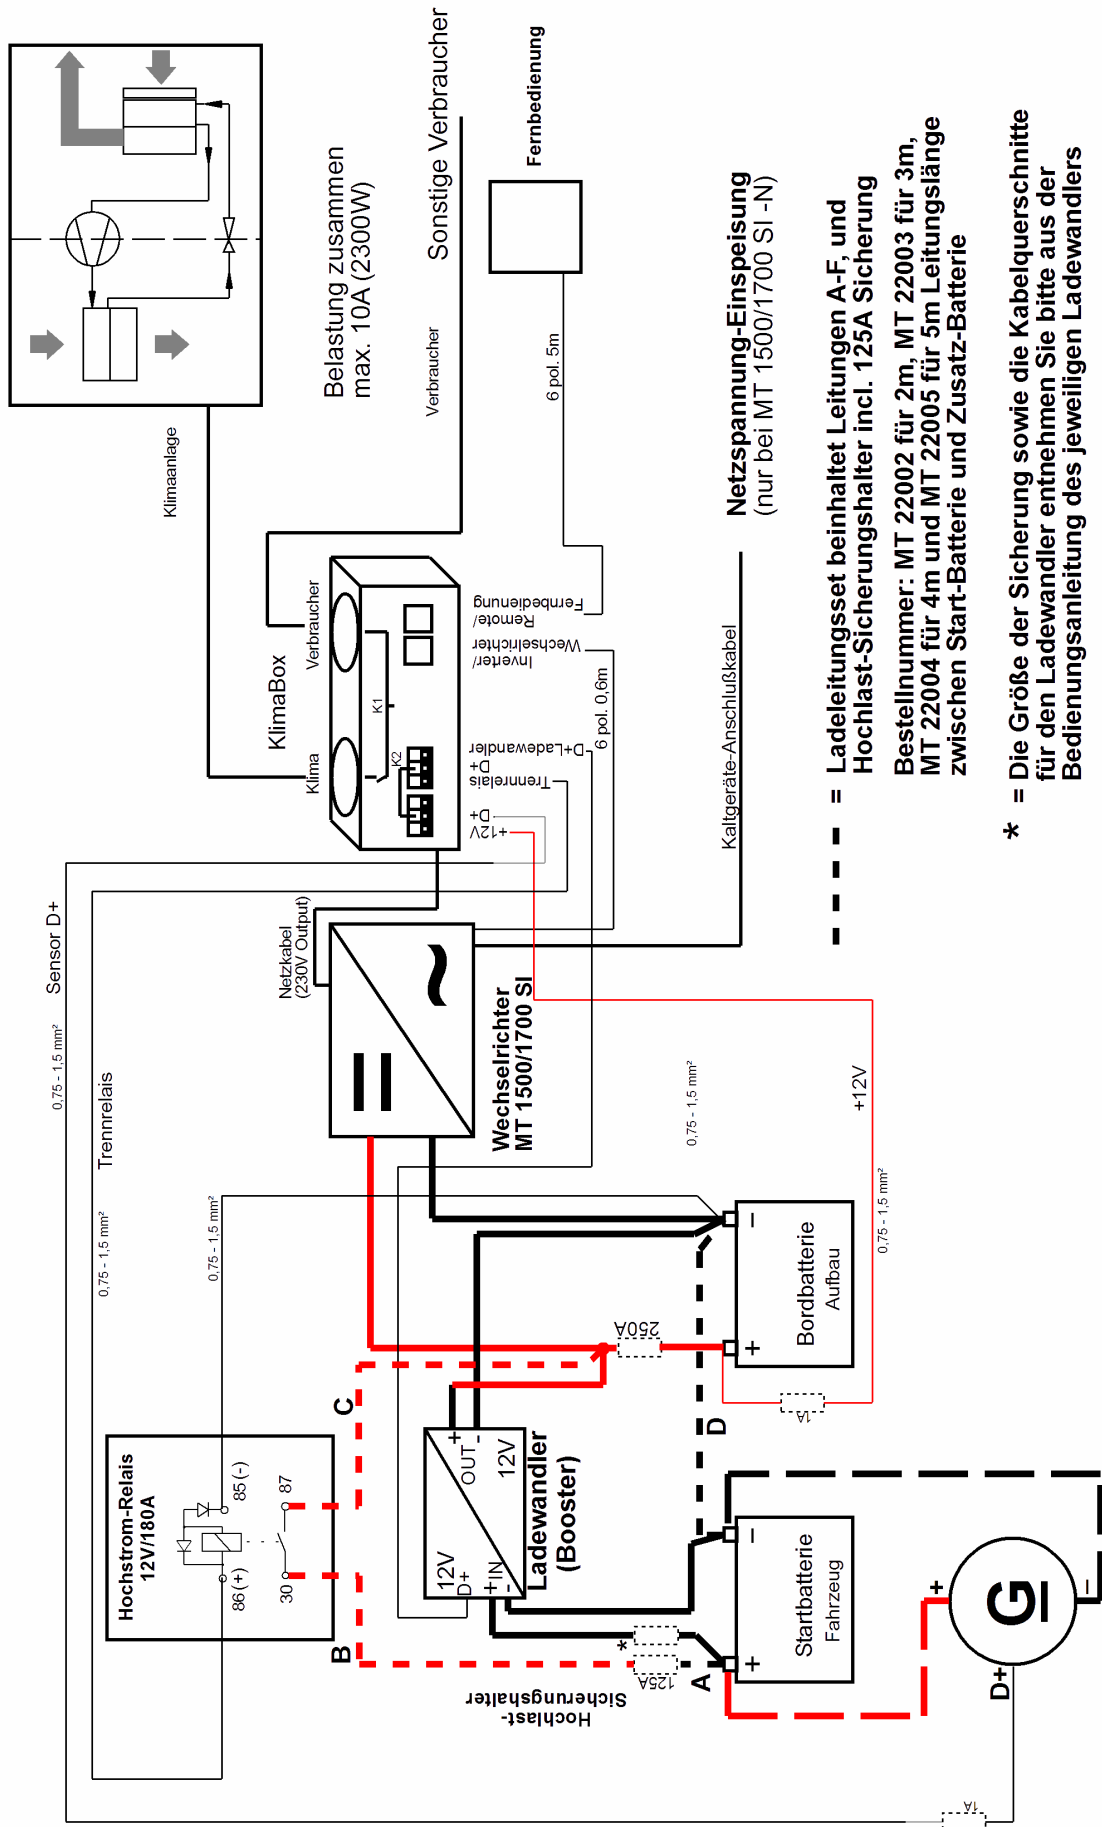 Klimaanlage
Belastung zusammen
max. 10A (2300W)
Sonstige Verbraucher
Verbraucher
Fernbedienung
6 pol. 5m
KlimaBox
Klima
Verbraucher
K1
K2
+12V
D+
Trennrelais
D+
D+Ladewandler
Inverter/
Wechselrichter
Remote/
Fernbedienung
6 pol. 0,6m
Netzspannung-Einspeisung
(nur bei MT 1500/1700 SI -N)
Kaltgeräte-Anschlußkabel
Netzkabel
(230V Output)
Wechselrichter
MT 1500/1700 SI
Sensor D+
0,75 - 1,5 mm²
Trennrelais
0,75 - 1,5 mm²
0,75 - 1,5 mm²
0,75 - 1,5 mm²
+12V
0,75 - 1,5 mm²
Hochstrom-Relais
12V/180A
86(+)
85(-)
30
87
B
C
D
A
250A
125A
*
1A
1A
Hochlast-
Sicherungshalter
12V
D+
+IN
-
+
OUT
-
12V
Ladewandler
(Booster)
Bordbatterie
Aufbau
+
–
Startbatterie
Fahrzeug
+
–
G
+
–
D+
= Ladeleitungsset beinhaltet Leitungen A-F, und
Hochlast-Sicherungshalter incl. 125A Sicherung
Bestellnummer: MT 22002 für 2m, MT 22003 für 3m,
MT 22004 für 4m und MT 22005 für 5m Leitungslänge
zwischen Start-Batterie und Zusatz-Batterie
* = Die Größe der Sicherung sowie die Kabelquerschnitte
für den Ladewandler entnehmen Sie bitte aus der
Bedienungsanleitung des jeweiligen Ladewandlers